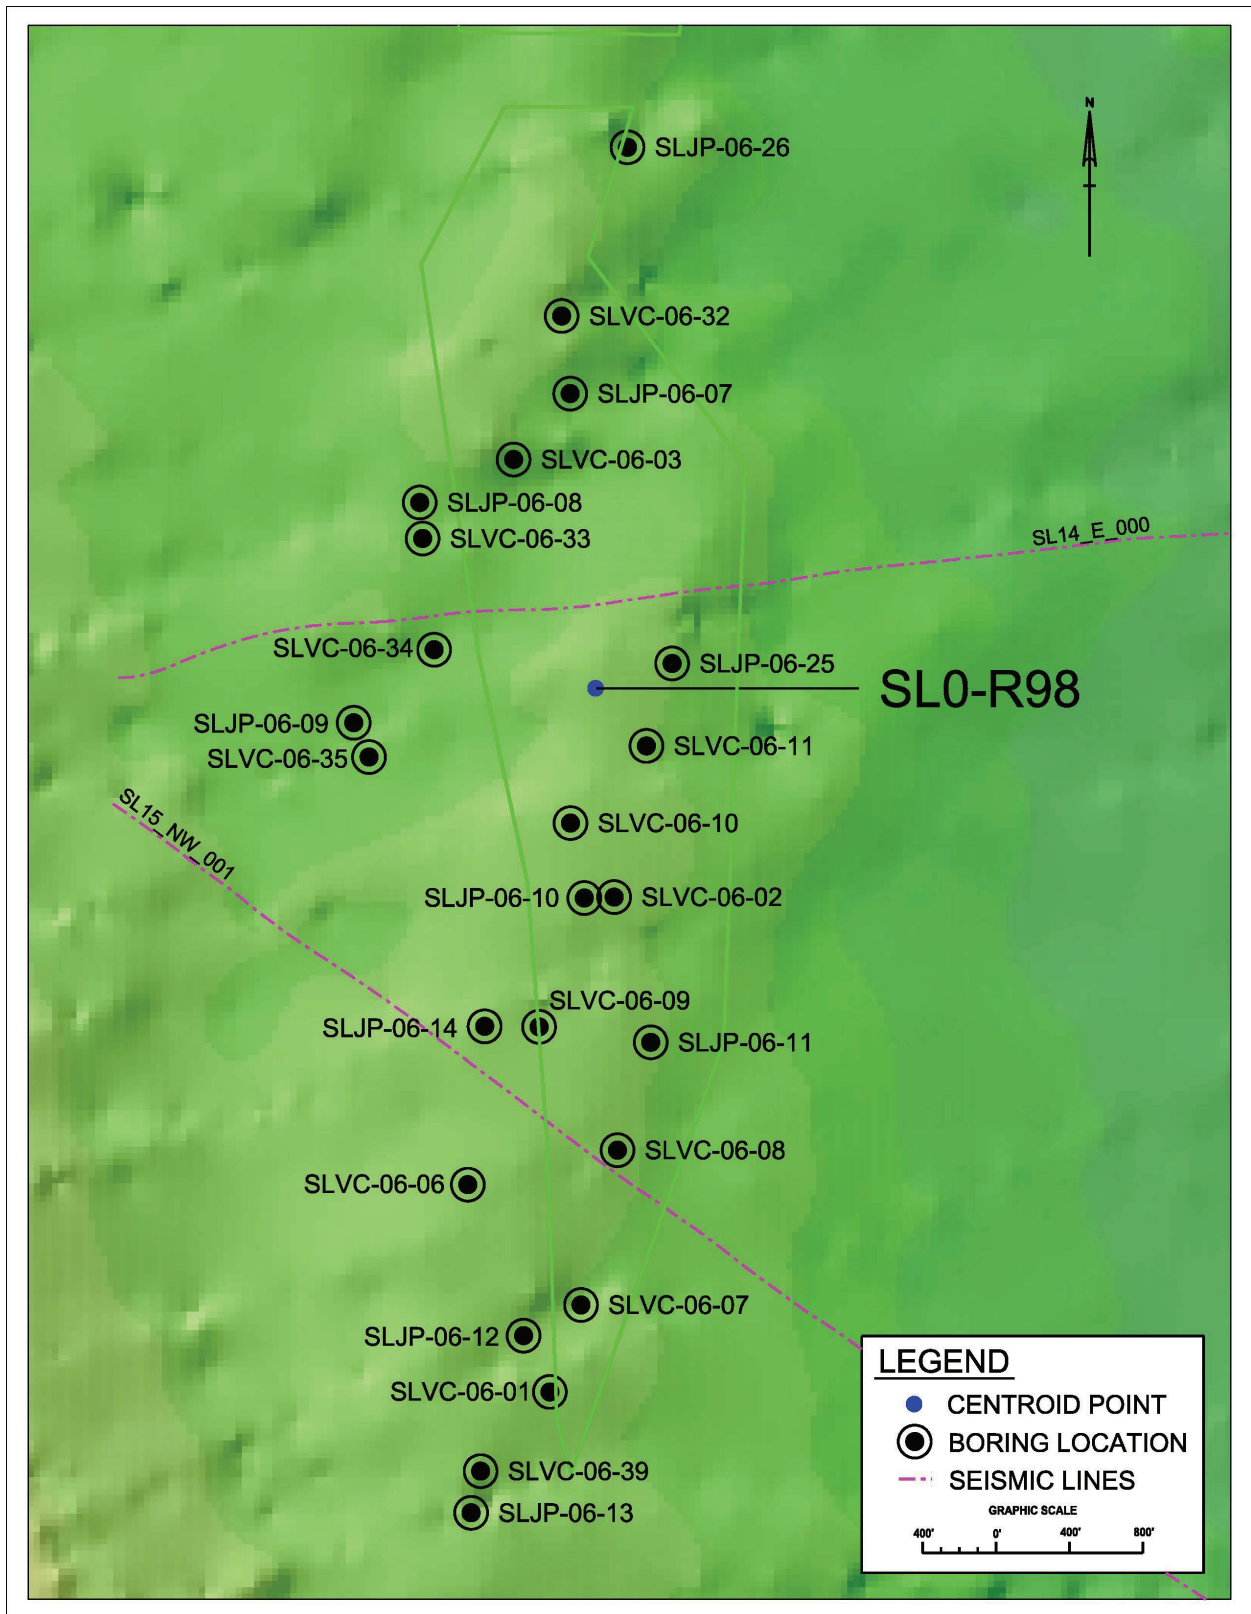 N
SLJP-06-26
SLVC-06-32
SLJP-06-07
SLVC-06-03
SLJP-06-08
SLVC-06-33
SL14_E_000
SLVC-06-34
SLJP-06-25
SL0-R98
SLJP-06-09
SLVC-06-11
SLVC-06-35
SL15_NW_001
SLVC-06-10
SLJP-06-10
SLVC-06-02
SLVC-06-09
SLJP-06-14
SLJP-06-11
SLVC-06-08
SLVC-06-06
SLVC-06-07
SLJP-06-12
SLVC-06-01
SLVC-06-39
SLJP-06-13
LEGEND
CENTROID POINT
BORING LOCATION
SEISMIC LINES
GRAPHIC SCALE
400' 0' 400' 800'